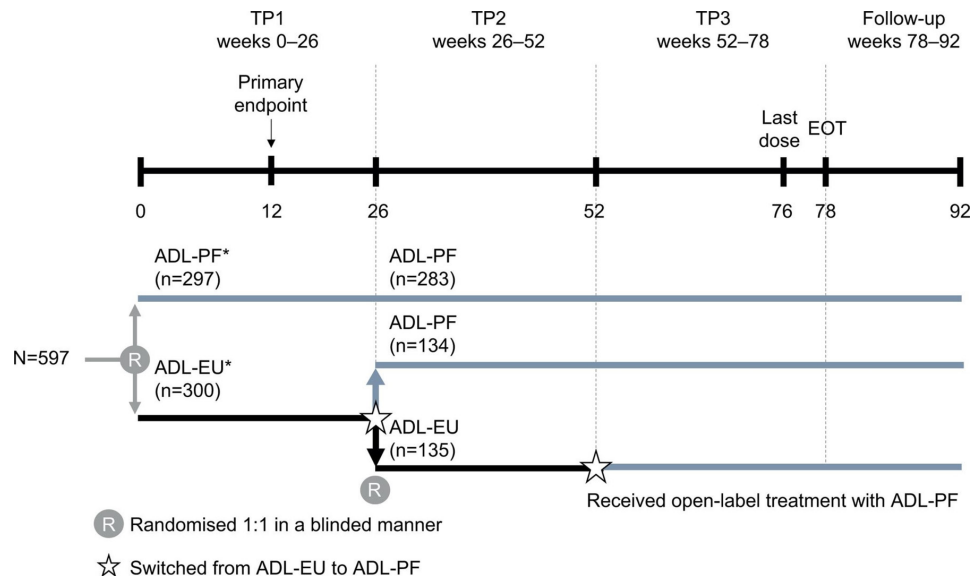 TP1
weeks 0–26
TP2
weeks 26–52
TP3
weeks 52–78
Follow-up
weeks 78–92
Primary
endpoint
Last
dose
EOT
0
12
26
52
76
78
92
ADL-PF*
(n=297)
ADL-PF
(n=283)
ADL-PF
(n=134)
N=597
R
ADL-EU*
(n=300)
ADL-EU
(n=135)
R
Received open-label treatment with ADL-PF
R Randomised 1:1 in a blinded manner
Switched from ADL-EU to ADL-PF